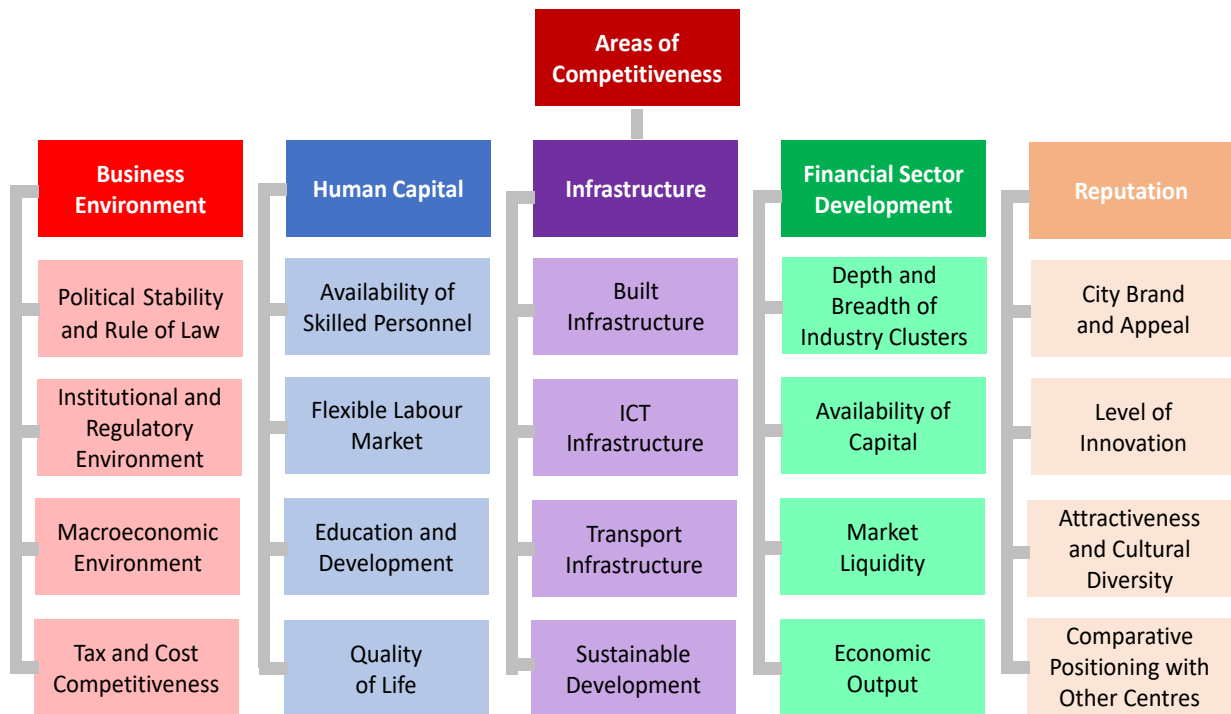 Areas of
Competitiveness
Business
Environment
Political Stability
and Rule of Law
Institutional and
Regulatory
Environment
Macroeconomic
Environment
Tax and Cost
Competitiveness
Human Capital
Availability of
Skilled Personnel
Flexible Labour
Market
Education and
Development
Quality
of Life
Infrastructure
Built
Infrastructure
ICT
Infrastructure
Transport
Infrastructure
Sustainable
Development
Financial Sector
Development
Depth and
Breadth of
Industry Clusters
Availability of
Capital
Market
Liquidity
Economic
Output
Reputation
City Brand
and Appeal
Level of
Innovation
Attractiveness
and Cultural
Diversity
Comparative
Positioning with
Other Centres